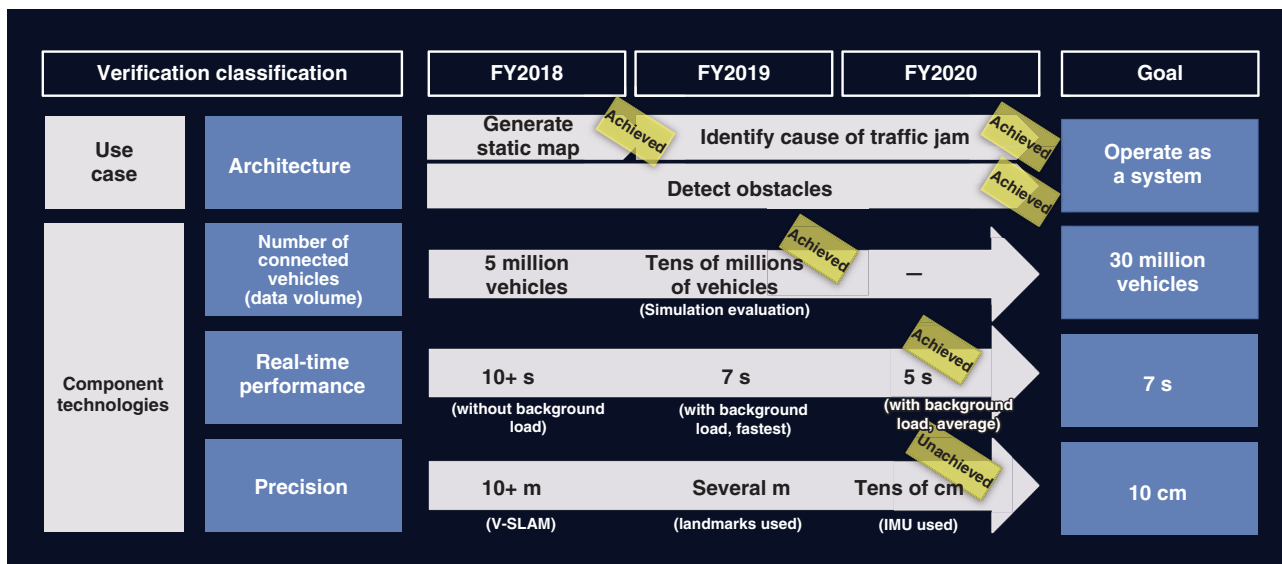 Verification classification
FY2018
FY2019
FY2020
Goal
Use
case
Architecture
Generate
static map
Achieved
Identify cause of traffic jam
Achieved
Detect obstacles
Achieved
Operate as
a system
Component
technologies
Number of
connected
vehicles
(data volume)
5 million
vehicles
Tens of millions
of vehicles
(Simulation evaluation)
Achieved
—
30 million
vehicles
Real-time
performance
10+ s
(without background
load)
7 s
(with background
load, fastest)
5 s
(with background
load, average)
Achieved
7 s
Precision
10+ m
(V-SLAM)
Several m
(landmarks used)
Tens of cm
(IMU used)
Unachieved
10 cm